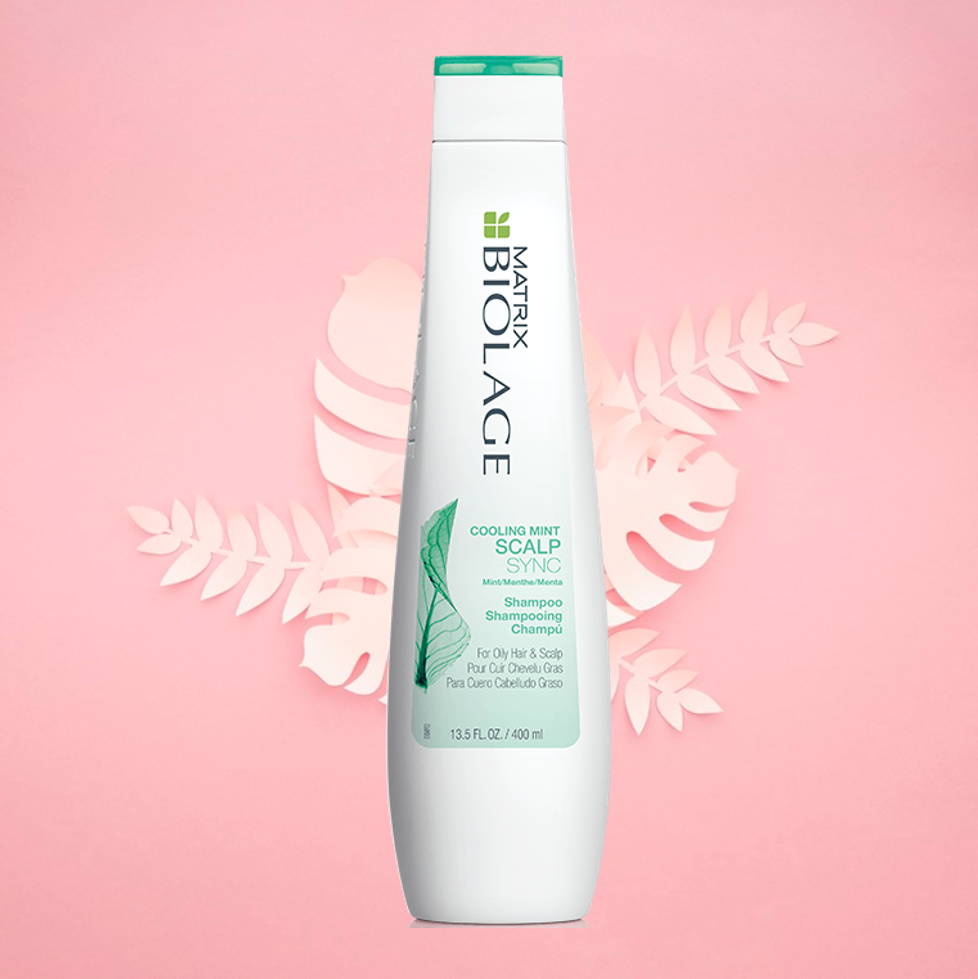 MATRIX
BIOLAGE
COOLING MINT
SCALP
SYNC
Mint/Menthe/Menta
Shampoo
Shampooing
Champú
For Oily Hair & Scalp
Pour Cuir Chevelu Gras
Para Cuero Cabelludo Graso
13.5 FL. OZ. / 400 ml